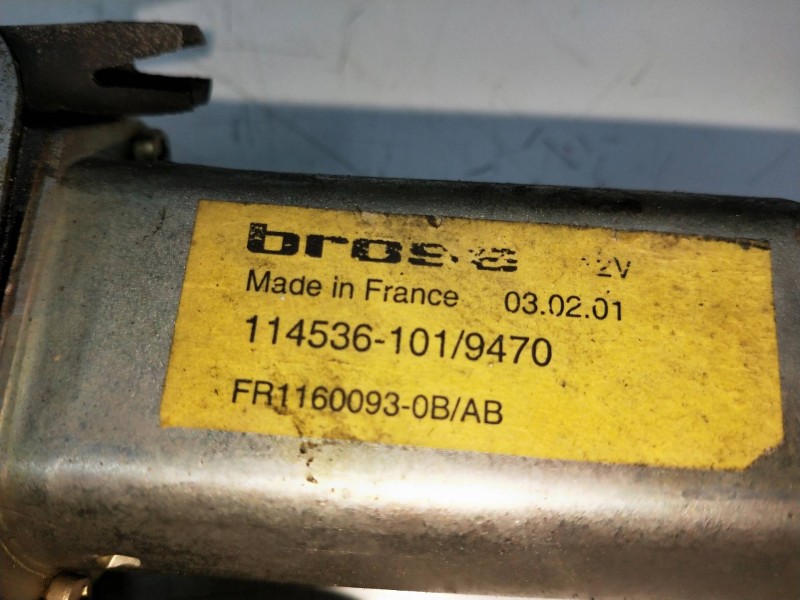 brose 2V
Made in France 03.02.01
114536-101/9470
FR1160093-0B/AB